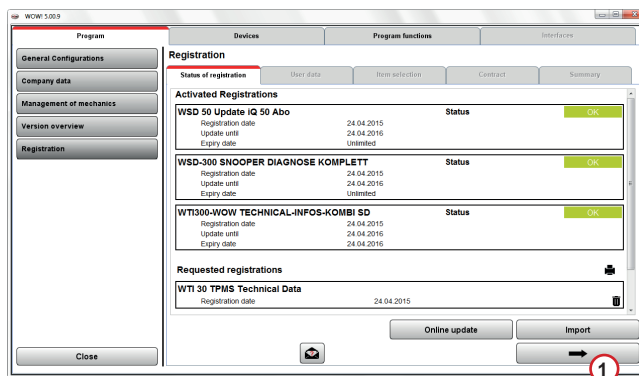 WOW! 5.00.9
Program Devices Program functions Interfaces
General Configurations
Company data
Management of mechanics
Version overview
Registration
Close
Registration
Status of registration User data Item selection Contract Summary
Activated Registrations
WSD 50 Update iQ 50 Abo Status OK
Registration date 24.04.2015
Update until 24.04.2016
Expiry date Unlimited
WSD-300 SNOOPER DIAGNOSE KOMPLETT Status OK
Registration date 24.04.2015
Update until 24.04.2016
Expiry date Unlimited
WTI300-WOW TECHNICAL-INFOS-KOMBI SD Status OK
Registration date 24.04.2015
Update until 24.04.2016
Expiry date 24.04.2016
Requested registrations
WTI 30 TPMS Technical Data
Registration date 24.04.2015
Online update Import
1